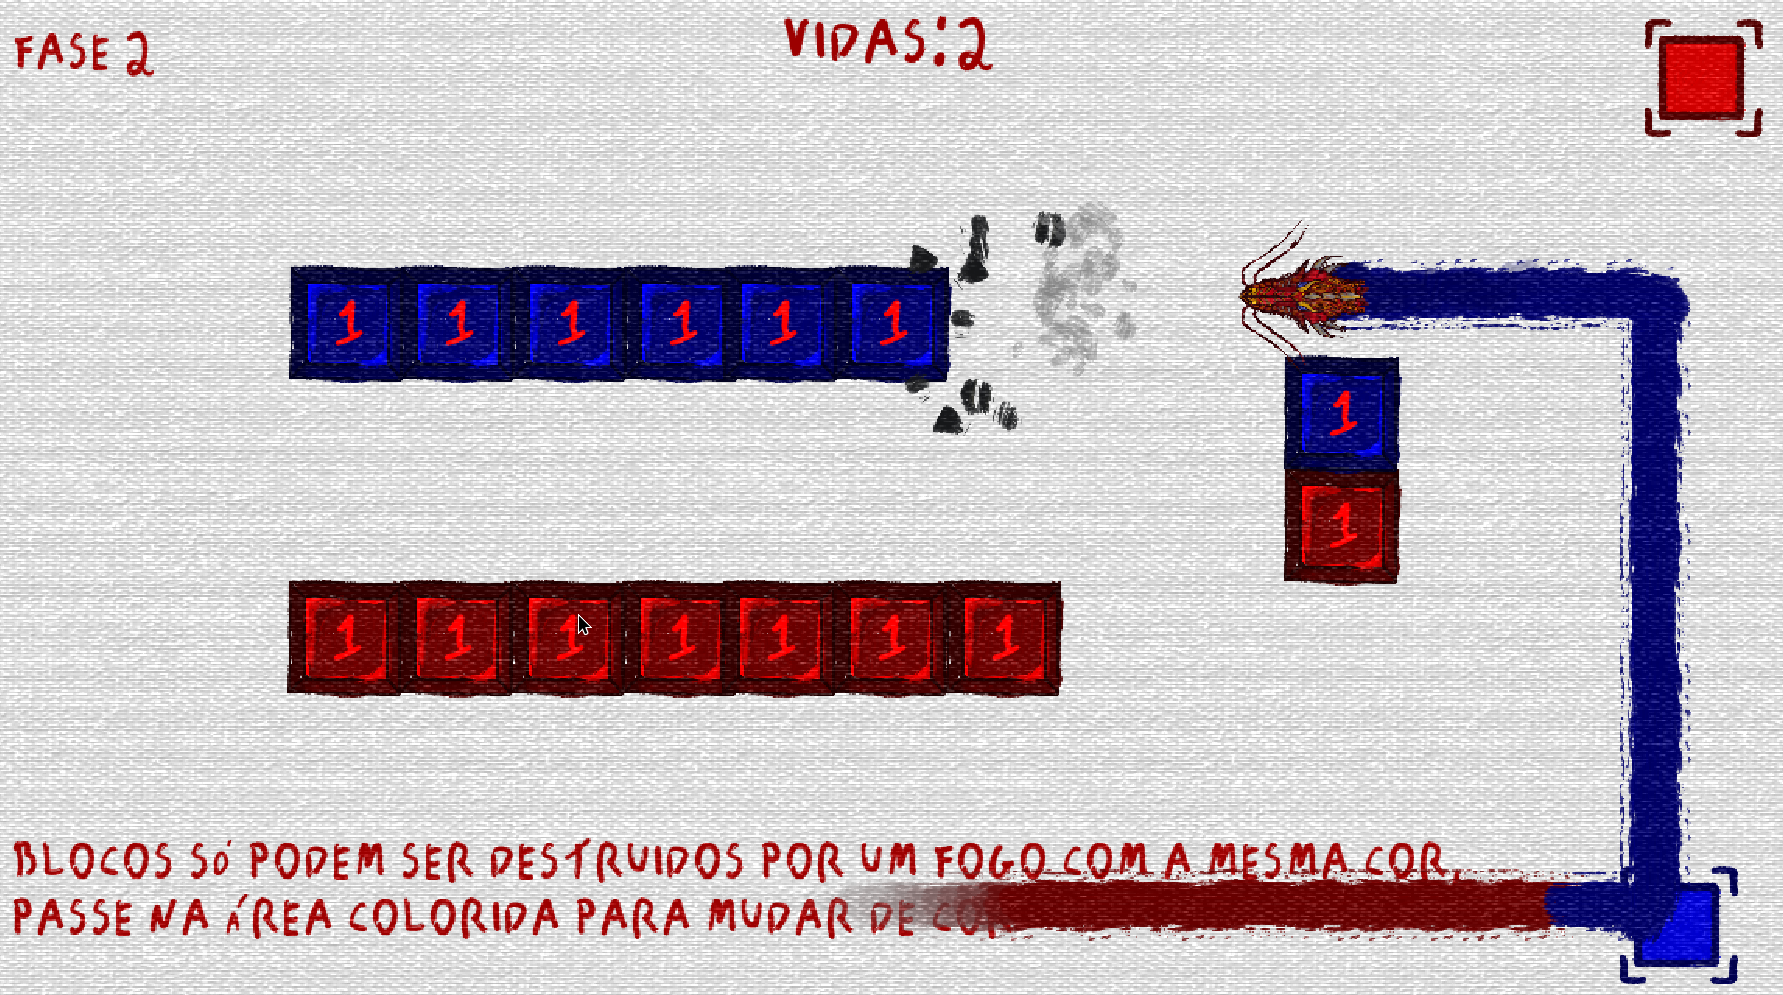 FASE 2
VIDAS:2
1 1 1 1 1 1
1
1
1 1 1 1 1 1 1
BLOCOS SÓ PODEM SER DESTRUIDOS POR UM FOGO COM A MESMA COR,
PASSE NA ÁREA COLORIDA PARA MUDAR DE COR